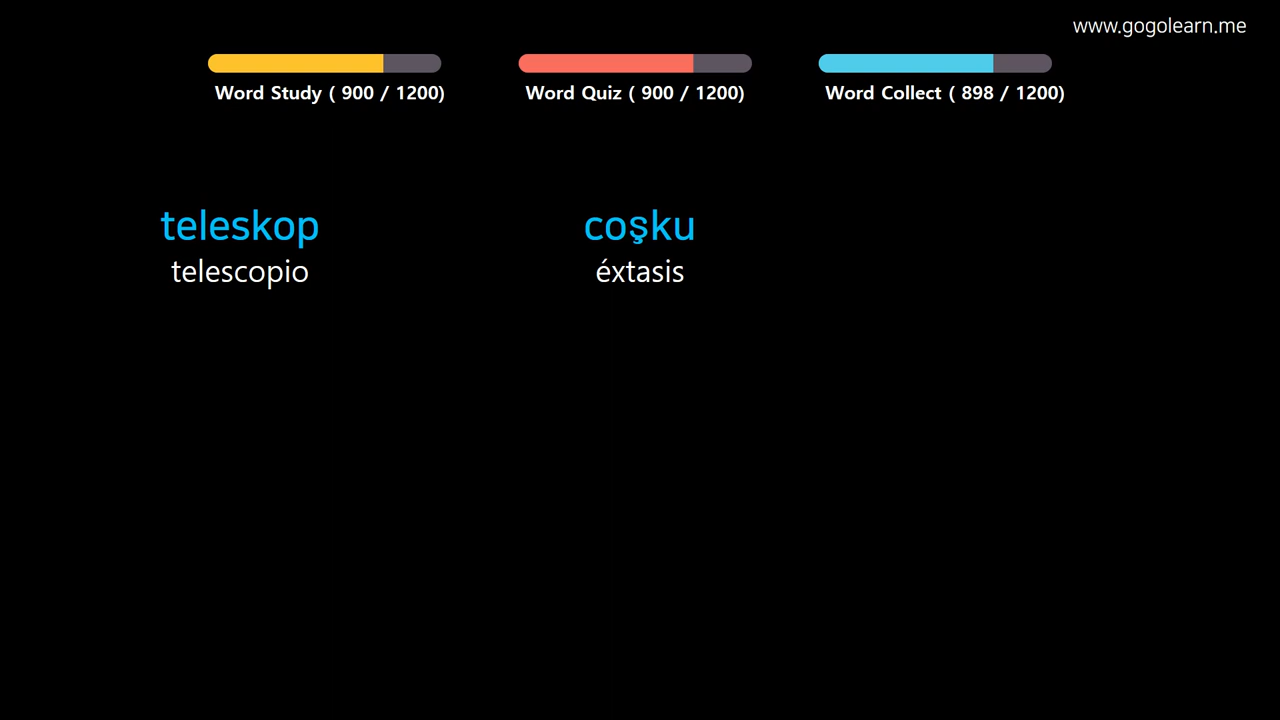 www.gogolearn.me
Word Study ( 900 / 1200)
Word Quiz ( 900 / 1200)
Word Collect ( 898 / 1200)
teleskop
telescopio
coşku
éxtasis